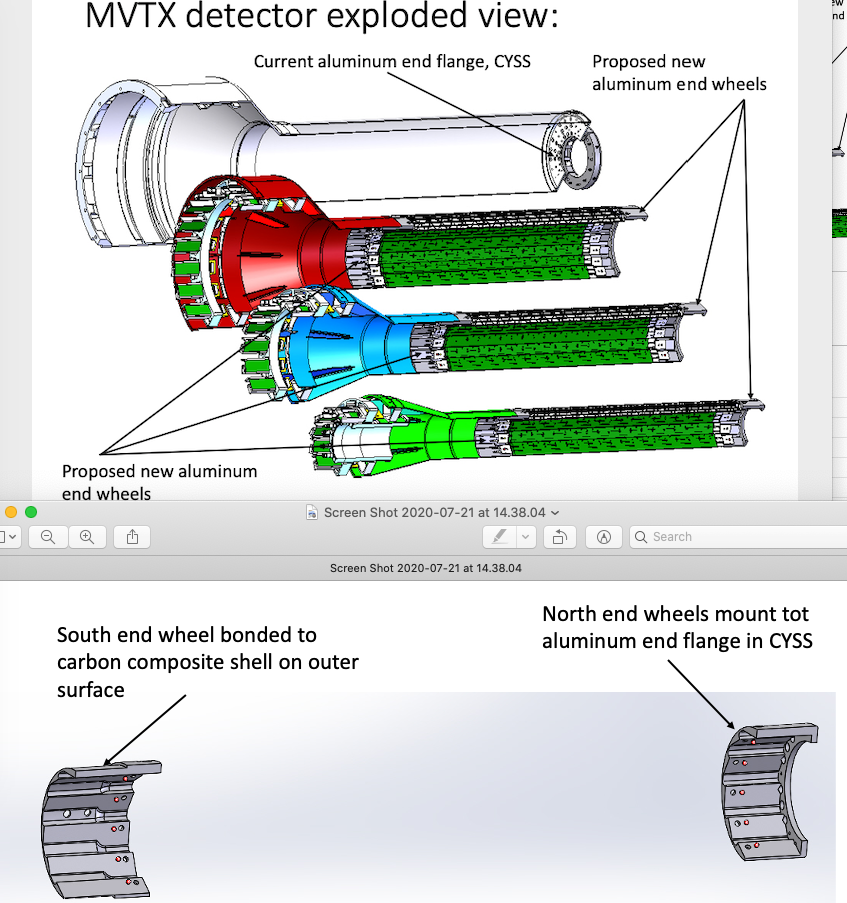 MVTX detector exploded view:
Current aluminum end flange, CYSS
Proposed new
aluminum end wheels
Proposed new aluminum
end wheels
Screen Shot 2020-07-21 at 14.38.04
Search
Screen Shot 2020-07-21 at 14.38.04
South end wheel bonded to
carbon composite shell on outer
surface
North end wheels mount tot
aluminum end flange in CYSS